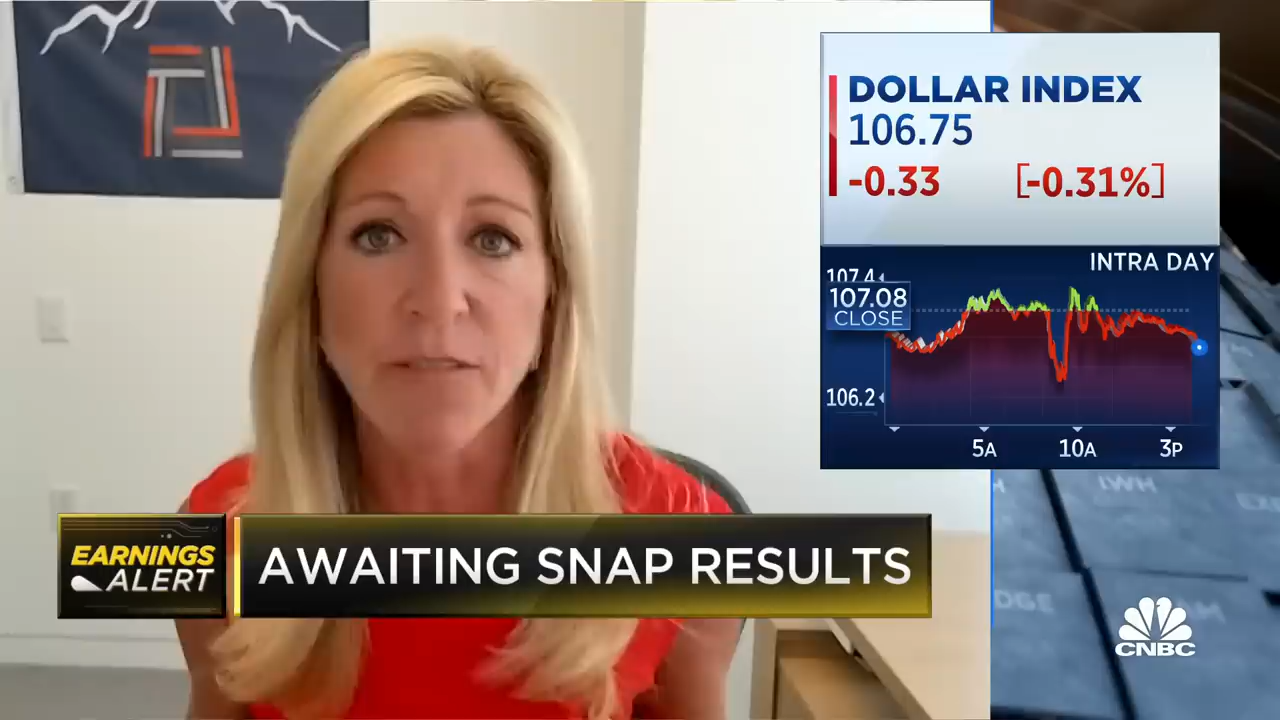 DOLLAR INDEX
106.75
-0.33 [-0.31%]
INTRA DAY
107.4
107.08
CLOSE
106.2
5A 10A 3P
EARNINGS
ALERT
AWAITING SNAP RESULTS
CNBC